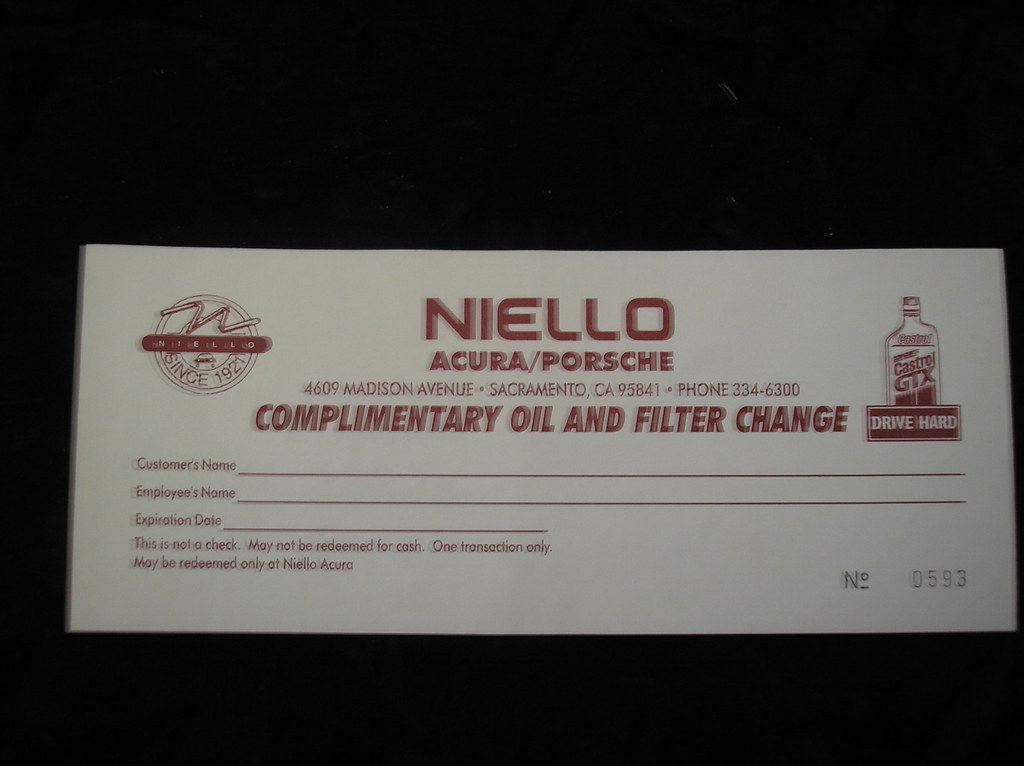 NIELLO
SINCE 1921
NIELLO
ACURA/PORSCHE
4609 MADISON AVENUE • SACRAMENTO, CA 95841 • PHONE 334-6300
COMPLIMENTARY OIL AND FILTER CHANGE
Castrol
Castrol
GTX
DRIVE HARD
Customer's Name
Employee's Name
Expiration Date
This is not a check. May not be redeemed for cash. One transaction only.
May be redeemed only at Niello Acura
Nº 0593